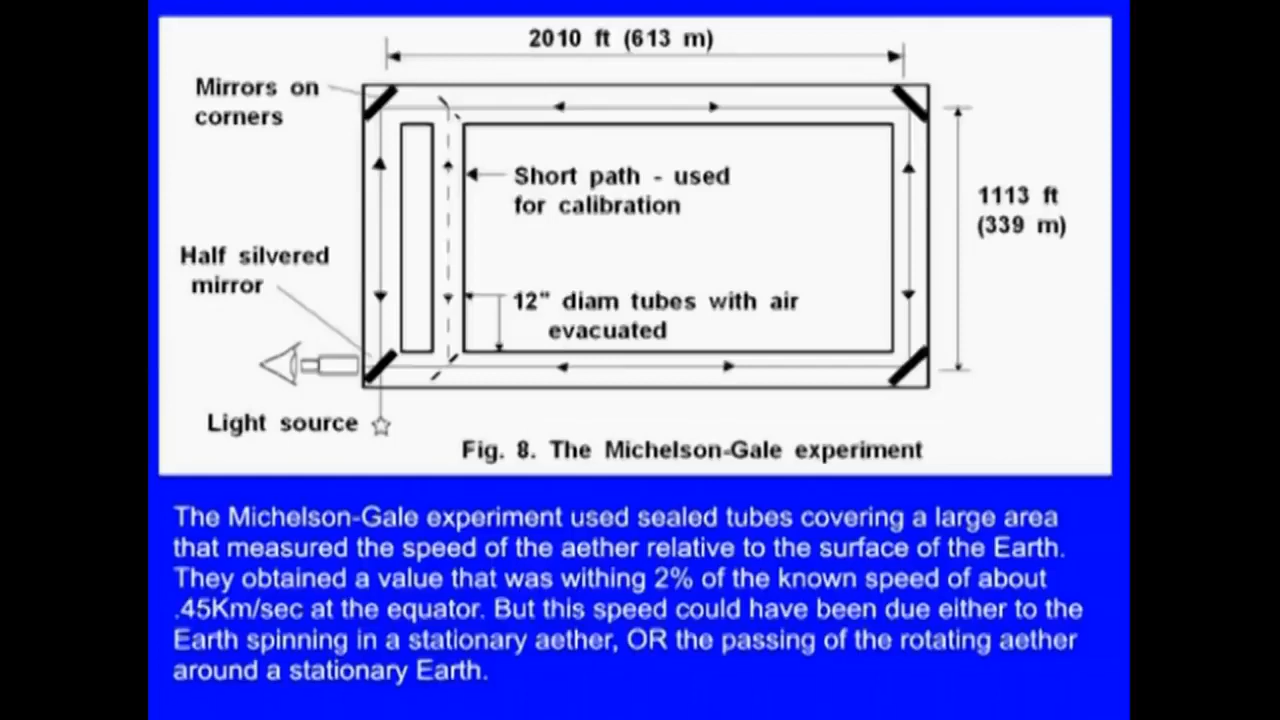 2010 ft (613 m)
Mirrors on
corners
Short path - used
for calibration
1113 ft
(339 m)
Half silvered
mirror
12" diam tubes with air
evacuated
Light source
Fig. 8. The Michelson-Gale experiment
The Michelson-Gale experiment used sealed tubes covering a large area
that measured the speed of the aether relative to the surface of the Earth.
They obtained a value that was withing 2% of the known speed of about
.45Km/sec at the equator. But this speed could have been due either to the
Earth spinning in a stationary aether, OR the passing of the rotating aether
around a stationary Earth.